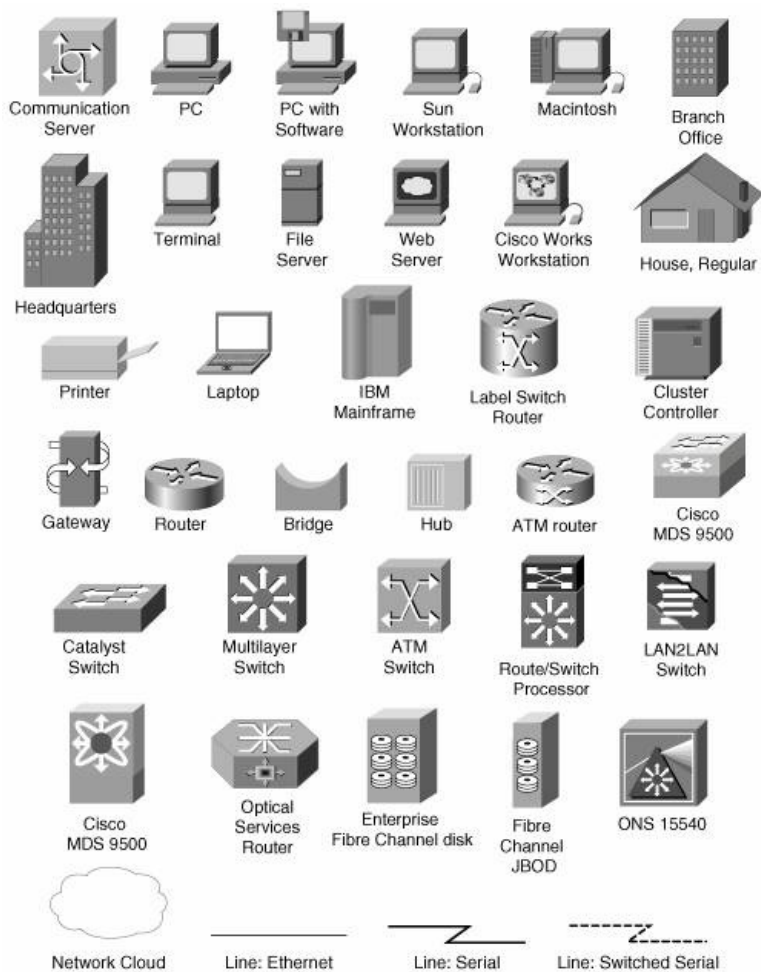 Communication
Server
PC
PC with
Software
Sun
Workstation
Macintosh
Branch
Office
Headquarters
Terminal
File
Server
Web
Server
Cisco Works
Workstation
House, Regular
Printer
Laptop
IBM
Mainframe
Label Switch
Router
Cluster
Controller
Gateway
Router
Bridge
Hub
ATM router
Cisco
MDS 9500
Catalyst
Switch
Multilayer
Switch
ATM
Switch
Route/Switch
Processor
LAN2LAN
Switch
Cisco
MDS 9500
Optical
Services
Router
Enterprise
Fibre Channel disk
Fibre
Channel
JBOD
ONS 15540
Network Cloud
Line: Ethernet
Line: Serial
Line: Switched Serial